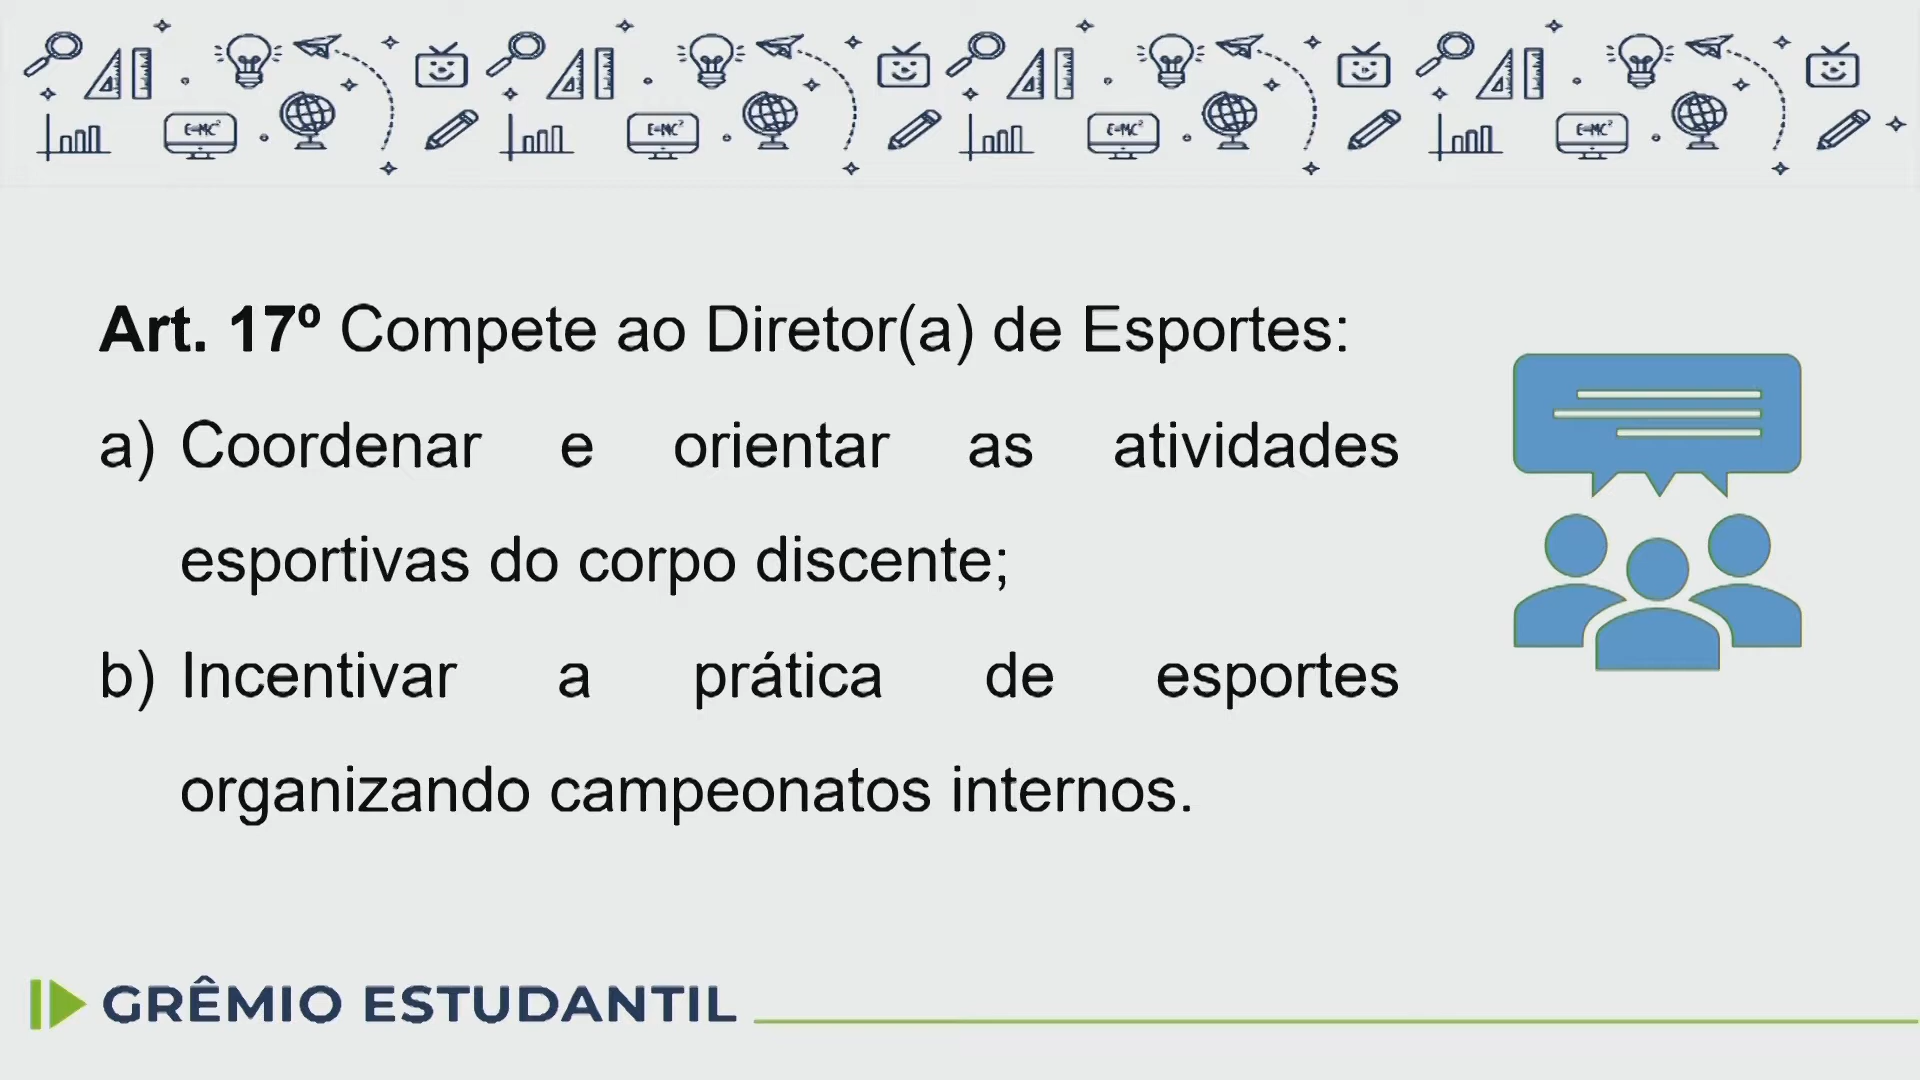 E=MC² E=MC² E=MC² E=MC²
Art. 17º Compete ao Diretor(a) de Esportes:
a) Coordenar e orientar as atividades
esportivas do corpo discente;
b) Incentivar a prática de esportes
organizando campeonatos internos.
GRÊMIO ESTUDANTIL